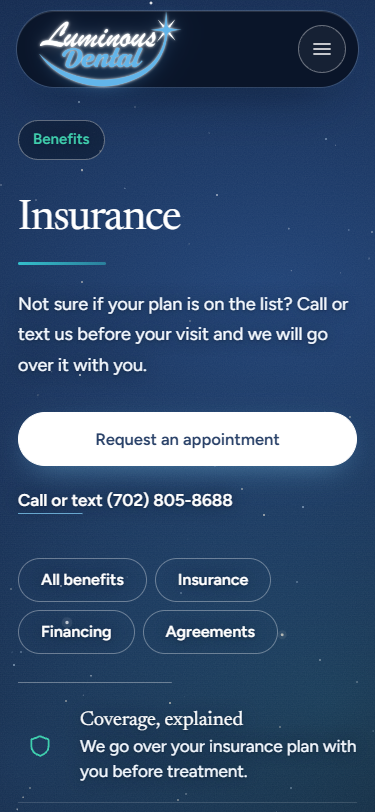 Luminous
Dental
Benefits
Insurance
Not sure if your plan is on the list? Call or
text us before your visit and we will go
over it with you.
Request an appointment
Call or text (702) 805-8688
All benefits
Insurance
Financing
Agreements
Coverage, explained
We go over your insurance plan with
you before treatment.